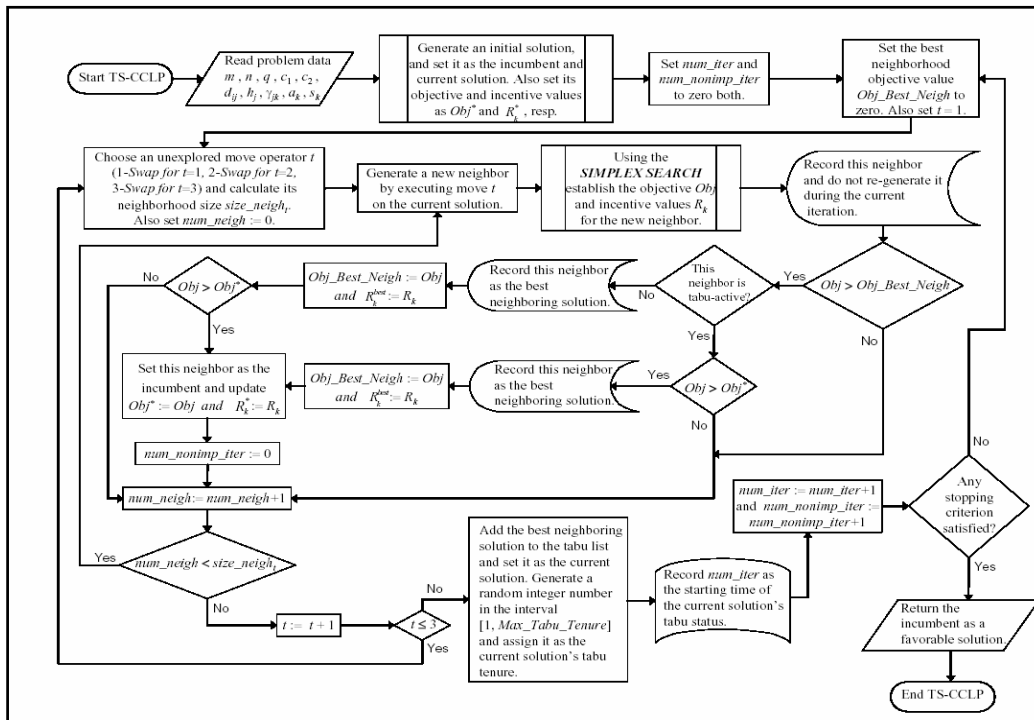 Start TS-CCLP
Read problem data
m , n , q , c₁ , c₂ ,
dᵢⱼ , hⱼ , γⱼₖ , aₖ , sₖ
Generate an initial solution,
and set it as the incumbent and
current solution. Also set its
objective and incentive values
as Obj* and Rₖ* , resp.
Set num_iter and
num_nonimp_iter
to zero both.
Set the best
neighborhood
objective value
Obj_Best_Neigh to
zero. Also set t = 1.
Choose an unexplored move operator t
(1-Swap for t=1, 2-Swap for t=2,
3-Swap for t=3) and calculate its
neighborhood size size_neighₜ.
Also set num_neigh := 0.
Generate a new neighbor
by executing move t
on the current solution.
Using the
SIMPLEX SEARCH
establish the objective Obj
and incentive values Rₖ
for the new neighbor.
Record this neighbor
and do not re-generate it
during the current
iteration.
No
Obj > Obj*
Obj_Best_Neigh := Obj
and Rₖᵇᵉˢᵗ := Rₖ
Record this neighbor
as the best
neighboring solution.
No
This
neighbor is
tabu-active?
Yes
Obj > Obj_Best_Neigh
Yes
Yes
No
Set this neighbor as the
incumbent and update
Obj* := Obj and Rₖ* := Rₖ
Obj_Best_Neigh := Obj
and Rₖᵇᵉˢᵗ := Rₖ
Record this neighbor
as the best
neighboring solution.
Yes
Obj > Obj*
No
num_nonimp_iter := 0
num_neigh := num_neigh+1
Yes
num_neigh < size_neighₜ
No
t := t + 1
t ≤ 3
No
Yes
Add the best neighboring
solution to the tabu list
and set it as the current
solution. Generate a
random integer number
in the interval
[1, Max_Tabu_Tenure]
and assign it as the
current solution's tabu
tenure.
Record num_iter as
the starting time of
the current solution's
tabu status.
num_iter := num_iter+1
and num_nonimp_iter :=
num_nonimp_iter+1
No
Any
stopping
criterion
satisfied?
Yes
Return the
incumbent as a
favorable solution.
End TS-CCLP